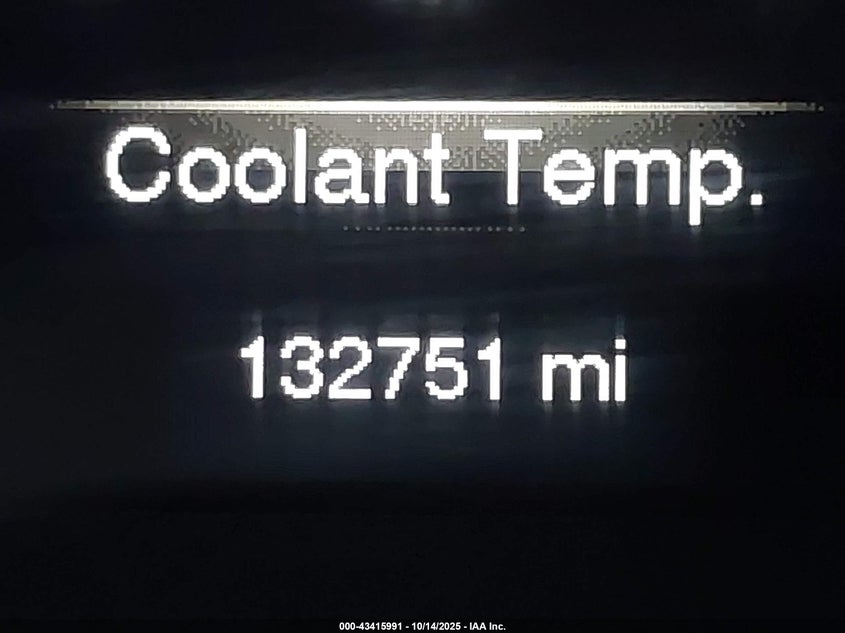 Coolant Temp.
132751 mi
000-43415991 - 10/14/2025 - IAA Inc.